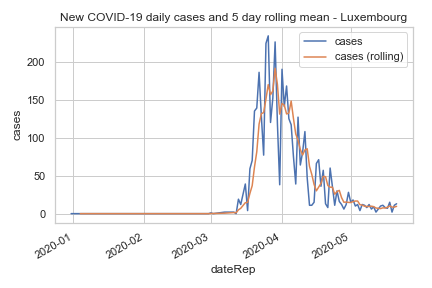 New COVID-19 daily cases and 5 day rolling mean - Luxembourg
cases
cases (rolling)
200
150
100
50
0
cases
2020-01
2020-02
2020-03
2020-04
2020-05
dateRep